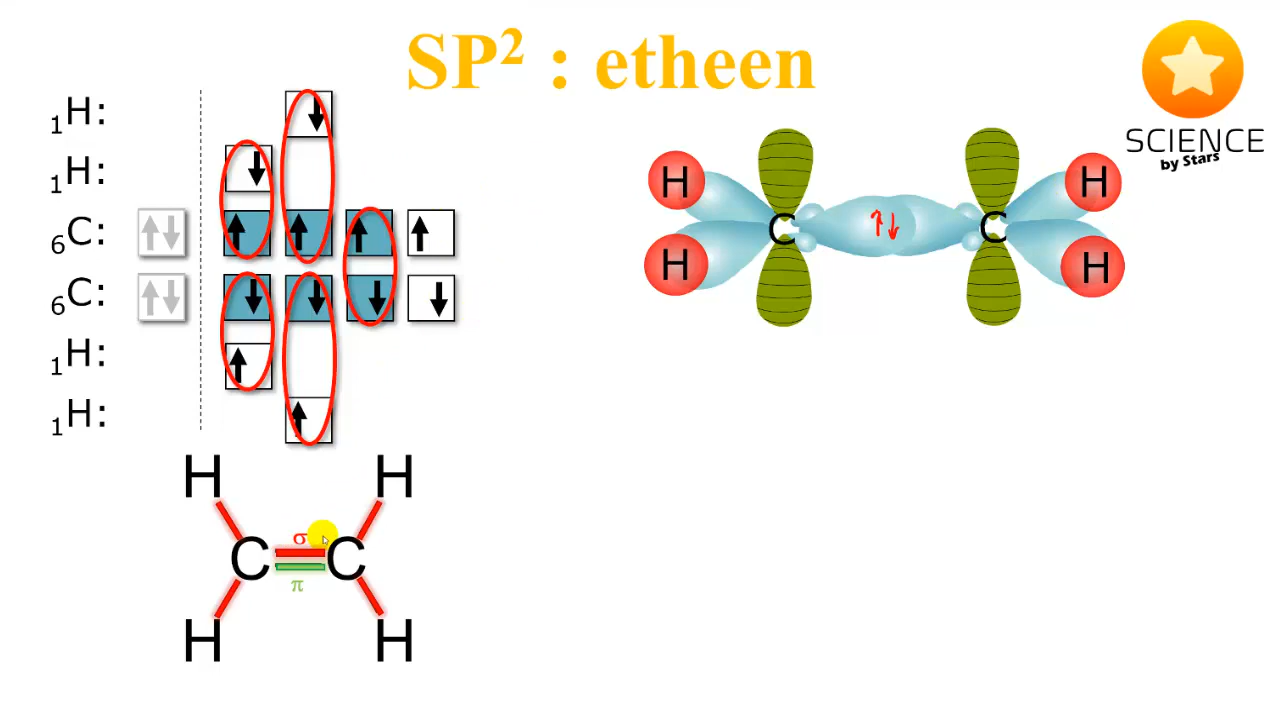 SP² : etheen
SCIENCE
by Stars
₁H:
₁H:
₆C:
₆C:
₁H:
₁H:
H H
H H
C C
H H
σ
C C
π
H H